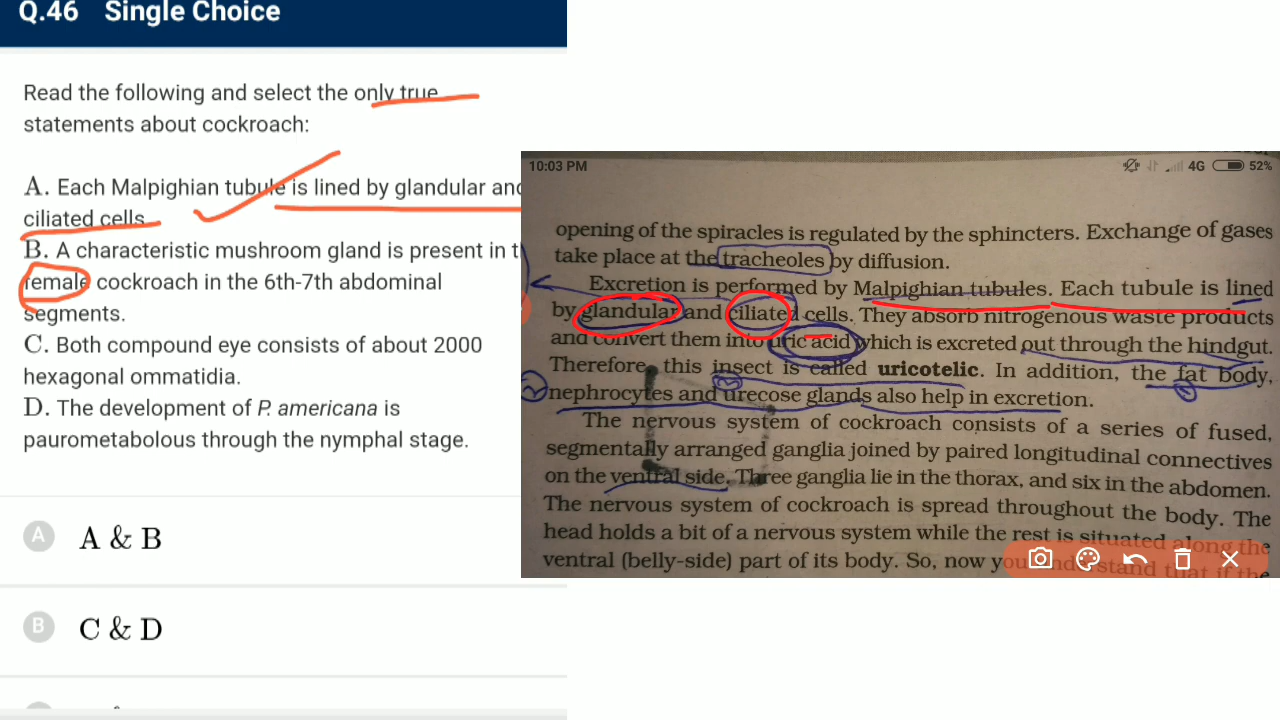 Q.46 Single Choice
Read the following and select the only true
statements about cockroach:
A. Each Malpighian tubule is lined by glandular and
ciliated cells.
B. A characteristic mushroom gland is present in t
female cockroach in the 6th-7th abdominal
segments.
C. Both compound eye consists of about 2000
hexagonal ommatidia.
D. The development of P. americana is
paurometabolous through the nymphal stage.
A A & B
B C & D
10:03 PM 4G 52%
opening of the spiracles is regulated by the sphincters. Exchange of gases
take place at the tracheoles by diffusion.
Excretion is performed by Malpighian tubules. Each tubule is lined
by glandular and ciliated cells. They absorb nitrogenous waste products
and convert them into uric acid which is excreted out through the hindgut.
Therefore, this insect is called uricotelic. In addition, the fat body,
nephrocytes and urecose glands also help in excretion.
The nervous system of cockroach consists of a series of fused,
segmentally arranged ganglia joined by paired longitudinal connectives
on the ventral side. Three ganglia lie in the thorax, and six in the abdomen.
The nervous system of cockroach is spread throughout the body. The
head holds a bit of a nervous system while the rest is situated along the
ventral (belly-side) part of its body. So, now you understand that if the